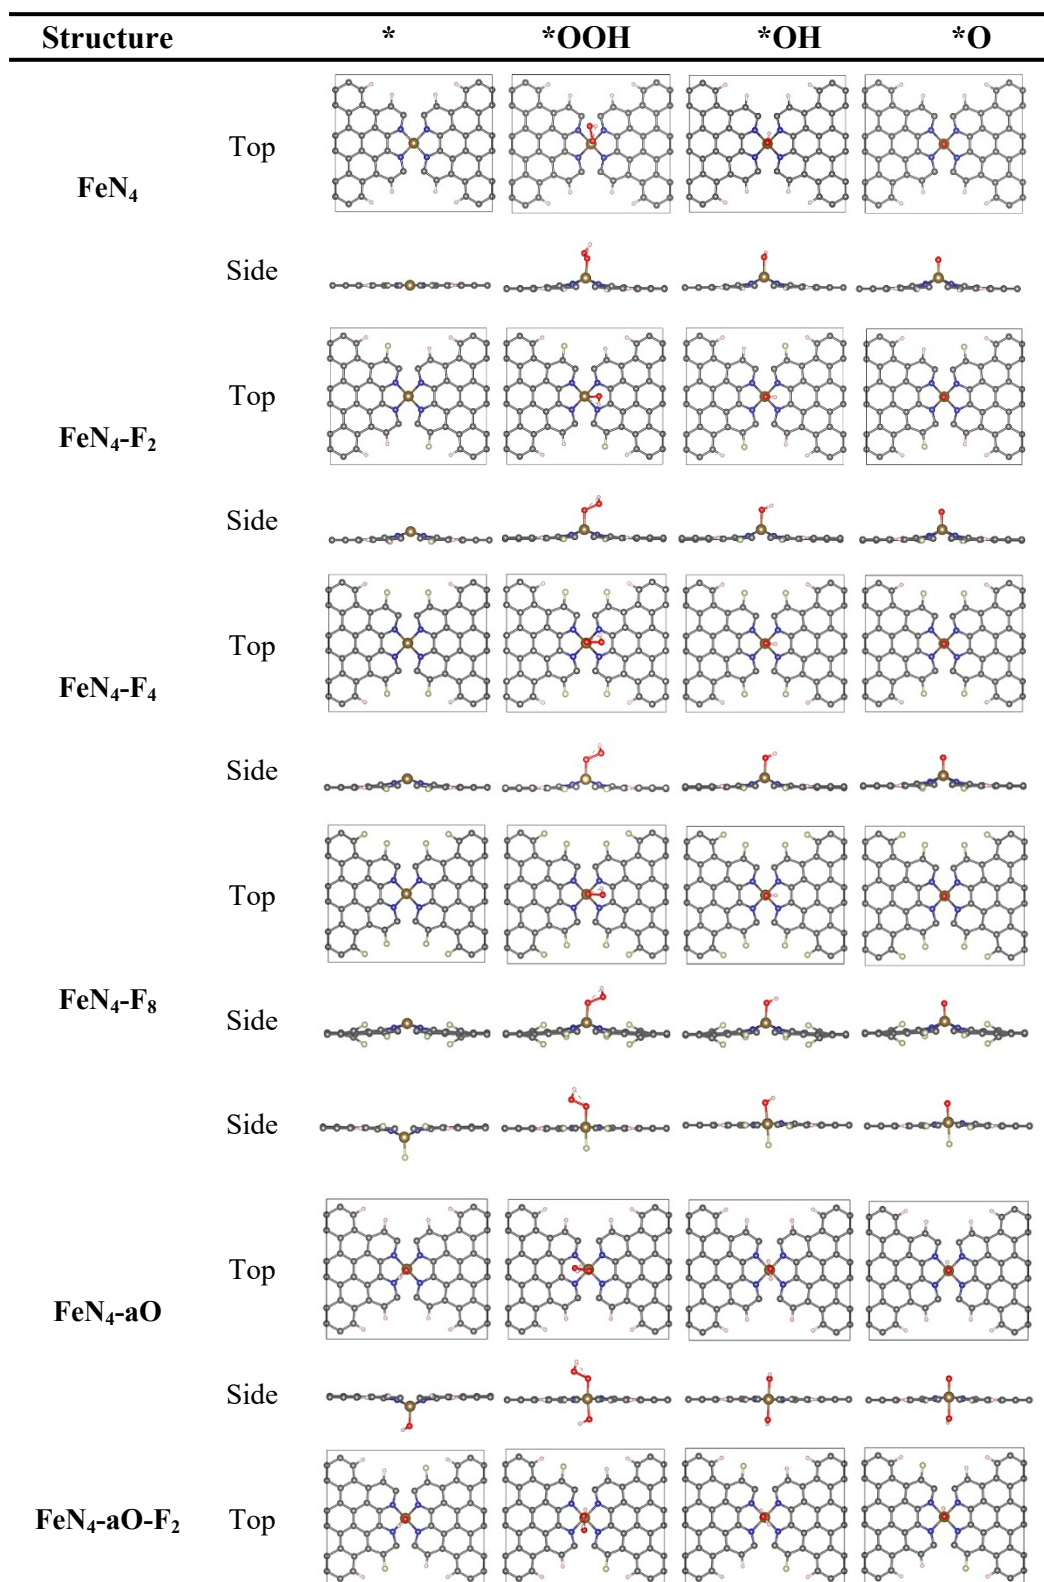 Structure * *OOH *OH *O
Top
FeN₄
Side
Top
FeN₄-F₂
Side
Top
FeN₄-F₄
Side
Top
FeN₄-F₈
Side
Side
Top
FeN₄-aO
Side
FeN₄-aO-F₂ Top